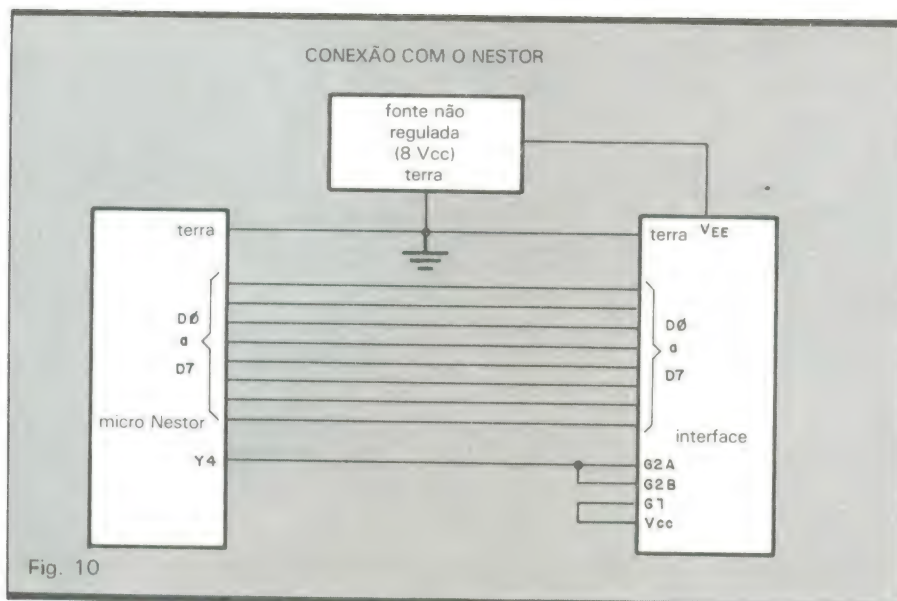 CONEXÃO COM O NESTOR
fonte não
regulada
(8 Vcc)
terra
terra
DØ
a
D7
micro Nestor
Y4
terra
VEE
DØ
a
D7
interface
G2A
G2B
G1
Vcc
Fig. 10